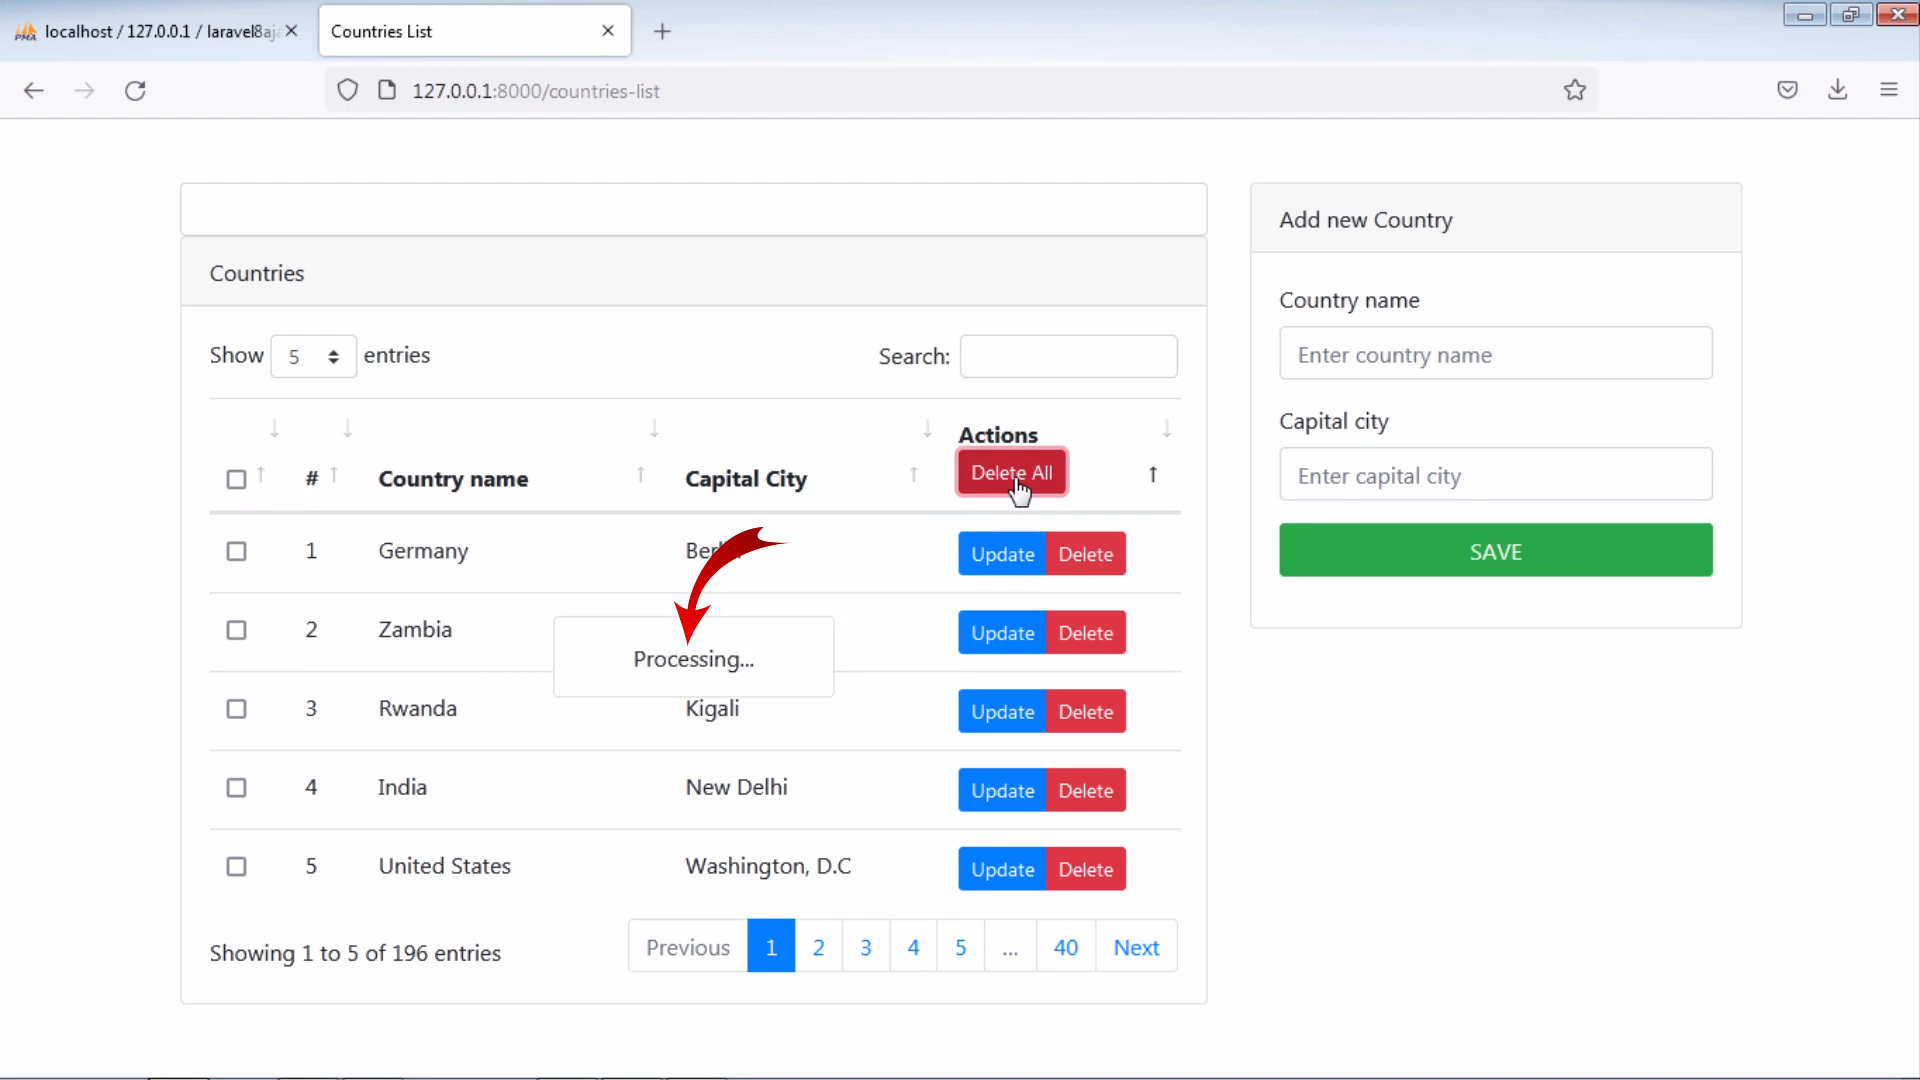 localhost / 127.0.0.1 / laravel8aj
Countries List
127.0.0.1:8000/countries-list
Countries
Show 5 entries
Search:
Actions
# Country name Capital City Delete All
1 Germany Update Delete
2 Zambia Update Delete
Processing...
3 Rwanda Kigali Update Delete
4 India New Delhi Update Delete
5 United States Washington, D.C Update Delete
Showing 1 to 5 of 196 entries
Previous 1 2 3 4 5 ... 40 Next
Add new Country
Country name
Enter country name
Capital city
Enter capital city
SAVE